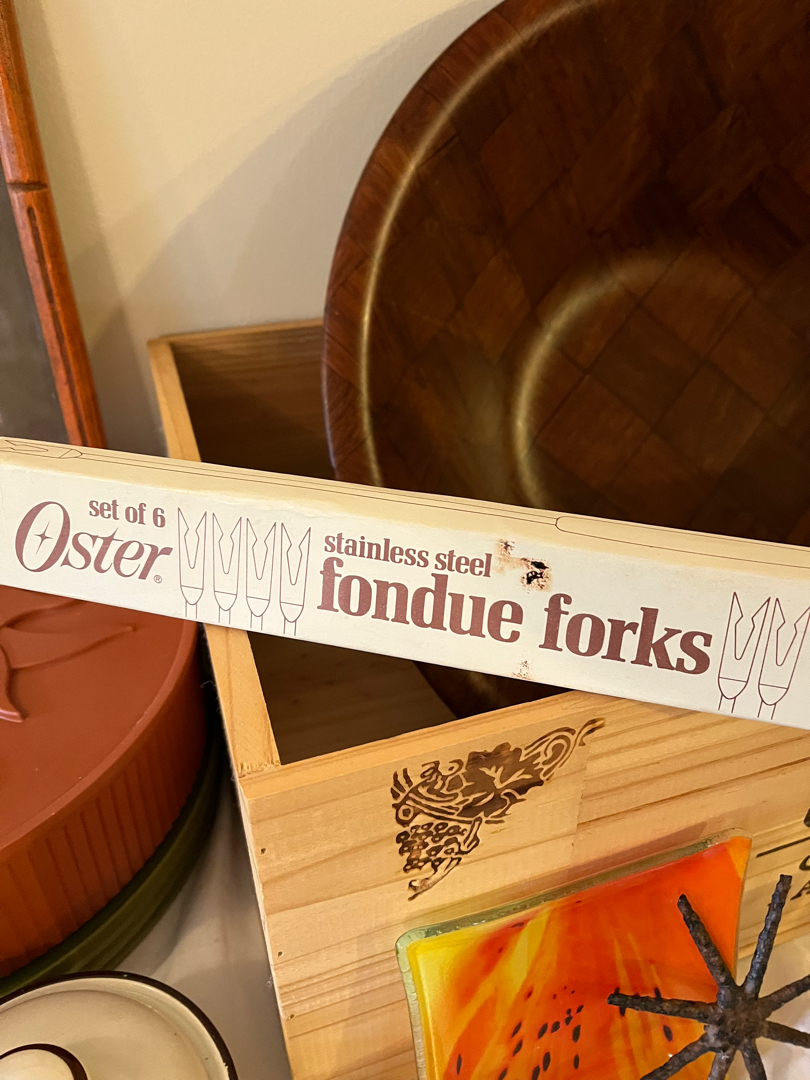 set of 6
Oster®
stainless steel
fondue forks